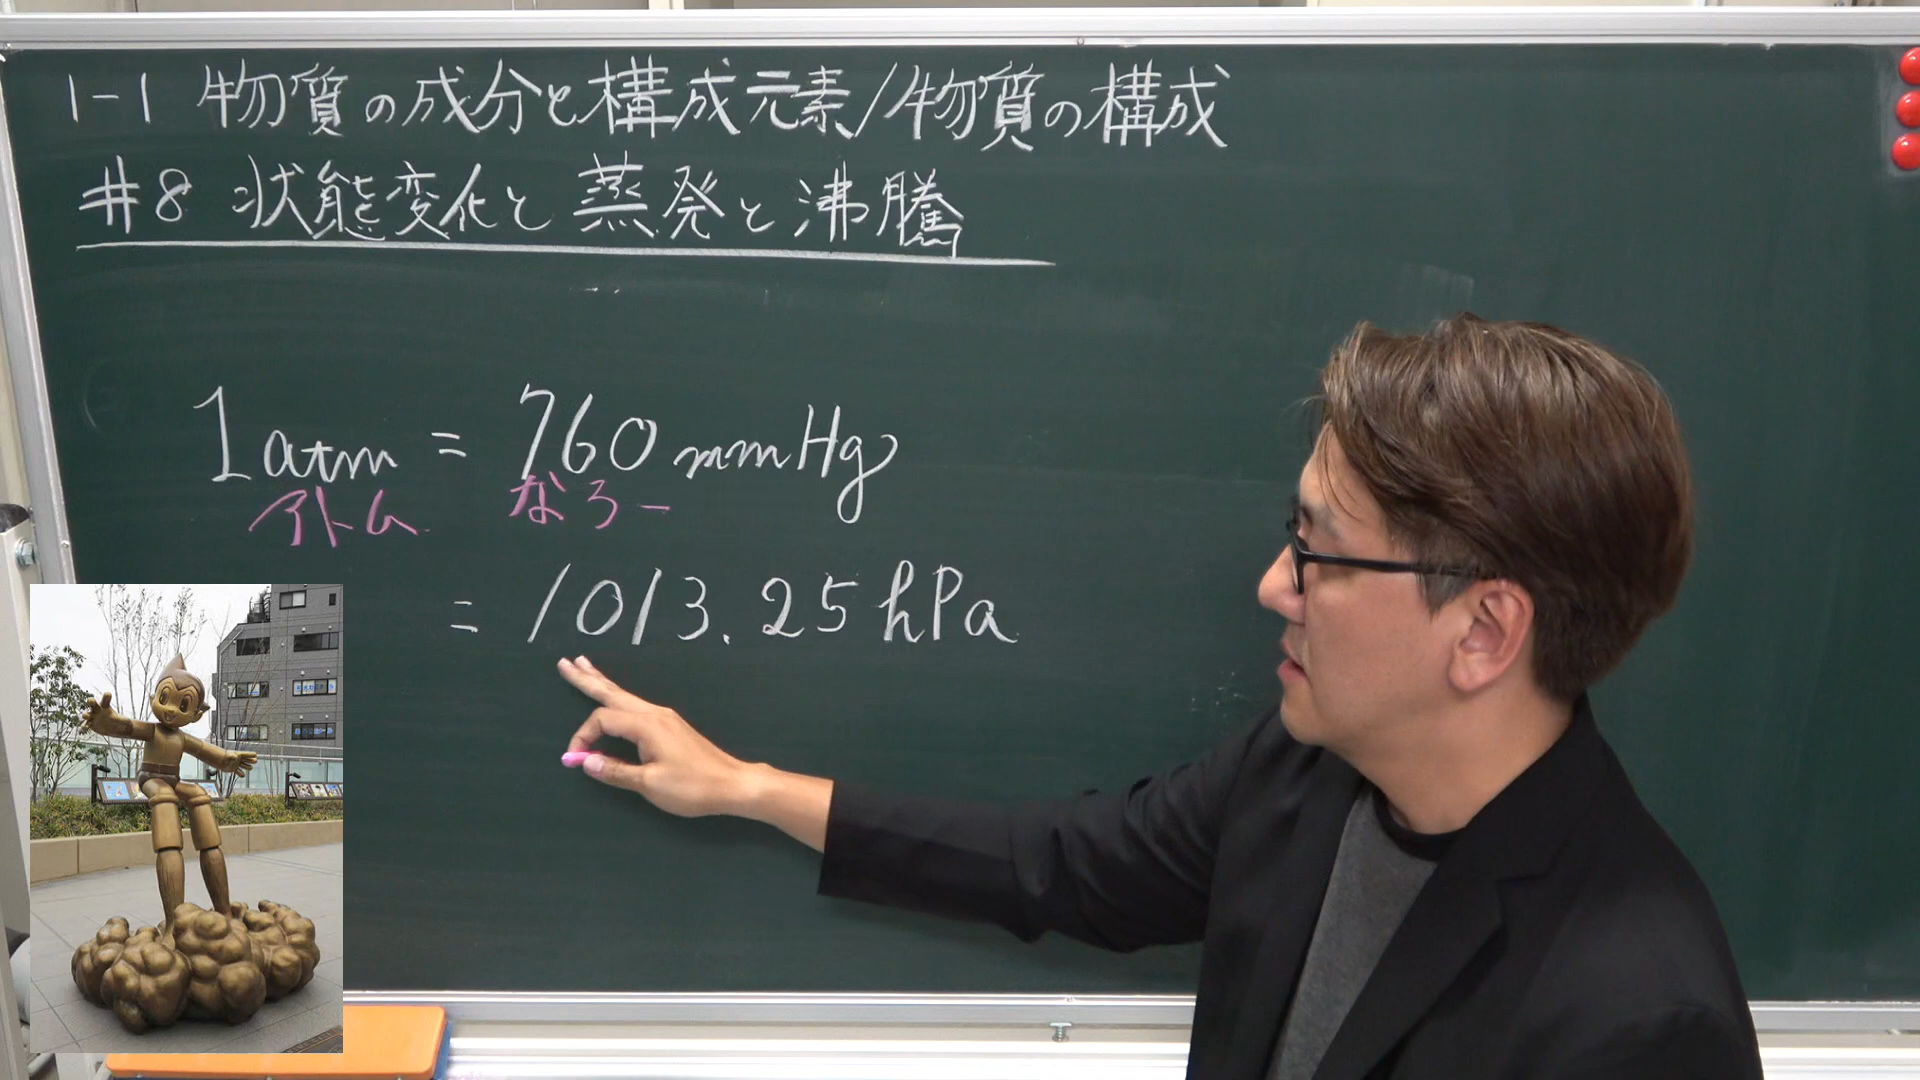 1-1 物質の成分と構成元素/物質の構成
#8 状態変化と蒸発と沸騰
1atm = 760mmHg
アトム なろー
= 1013.25hPa